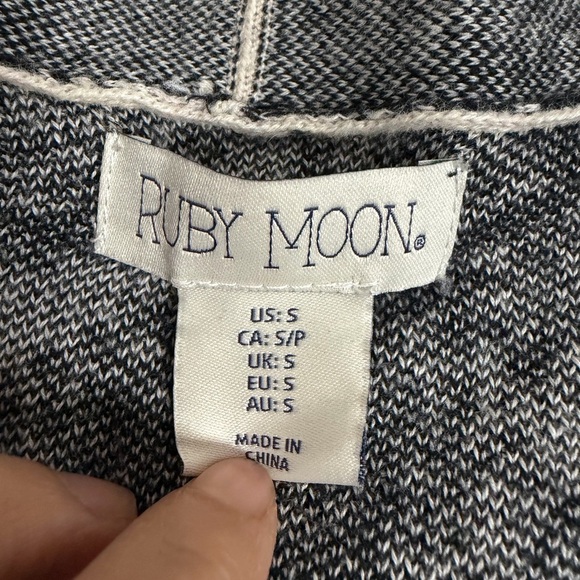 RUBY MOON®
US: S
CA: S/P
UK: S
EU: S
AU: S
MADE IN
CHINA